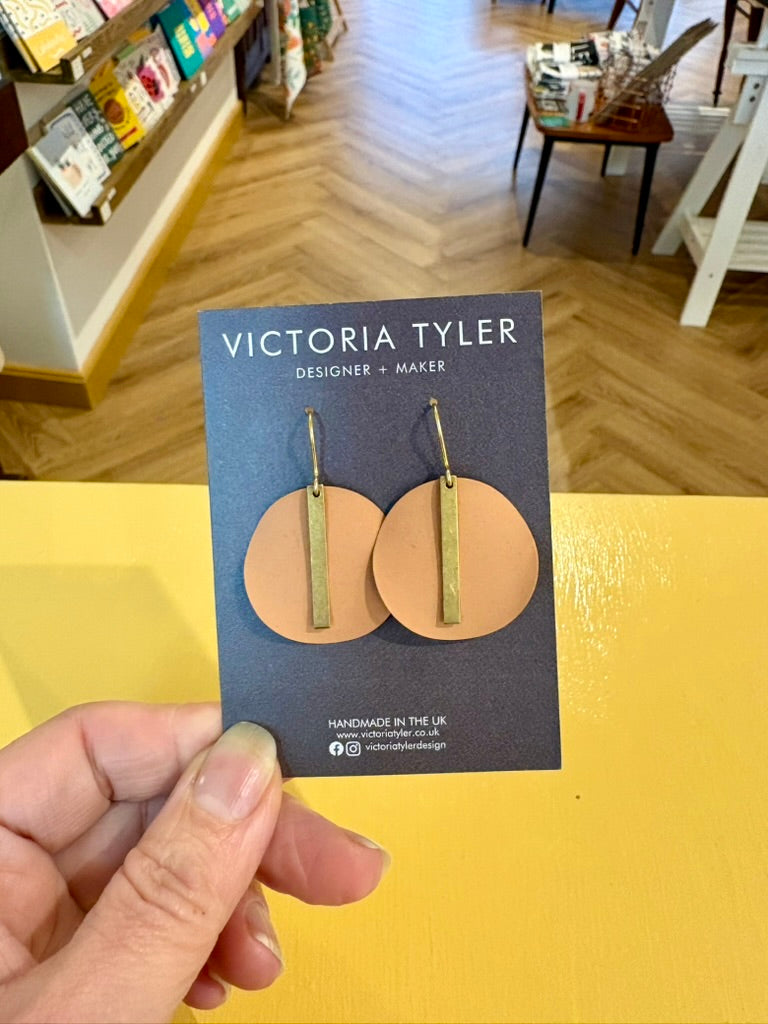 VICTORIA TYLER
DESIGNER + MAKER
HANDMADE IN THE UK
www.victoriatyler.co.uk
victoriatylerdesign